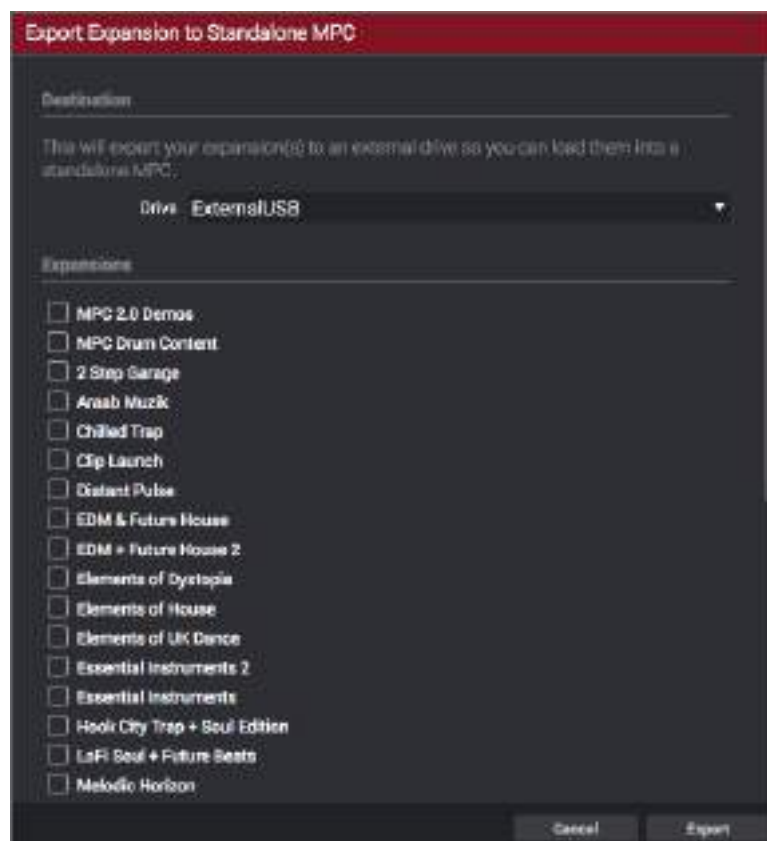 Export Expansion to Standalone MPC
Destination
This will export your expansion(s) to an external drive so you can load them into a
standalone MPC.
Drive ExternalUSB
Expansions
MPC 2.0 Demos
MPC Drum Content
2 Step Garage
Araab Muzik
Chilled Trap
Clip Launch
Distant Pulse
EDM & Future House
EDM + Future House 2
Elements of Dystopia
Elements of House
Elements of UK Dance
Essential Instruments 2
Essential Instruments
Hook City Trap + Soul Edition
LoFi Soul + Future Beats
Melodic Horizon
Cancel Export